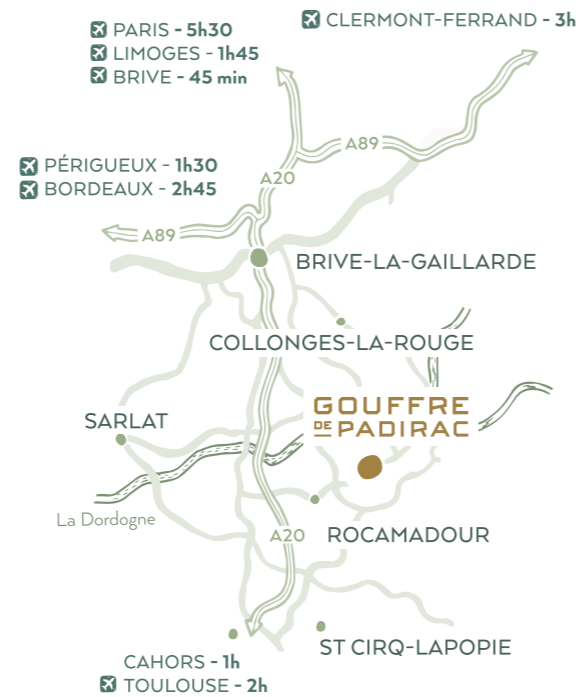 PARIS - 5h30
LIMOGES - 1h45
BRIVE - 45 min
CLERMONT-FERRAND - 3h
A89
PÉRIGUEUX - 1h30
BORDEAUX - 2h45
A20
A89
BRIVE-LA-GAILLARDE
COLLONGES-LA-ROUGE
GOUFFRE
DE PADIRAC
SARLAT
La Dordogne
A20
ROCAMADOUR
ST CIRQ-LAPOPIE
CAHORS - 1h
TOULOUSE - 2h